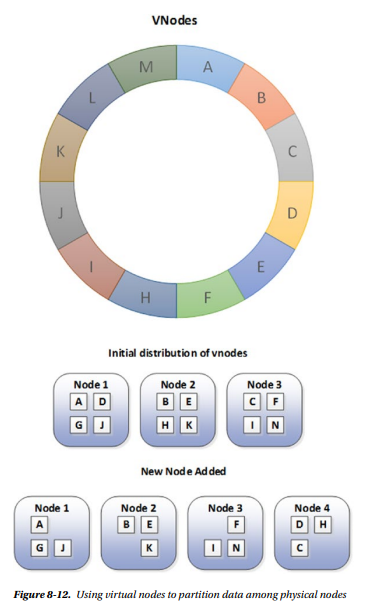 VNodes
M A
L B
K C
J D
I E
H F
Initial distribution of vnodes
Node 1 Node 2 Node 3
A D B E C F
G J H K I N
New Node Added
Node 1 Node 2 Node 3 Node 4
A B E F D H
G J K I N C
Figure 8-12. Using virtual nodes to partition data among physical nodes